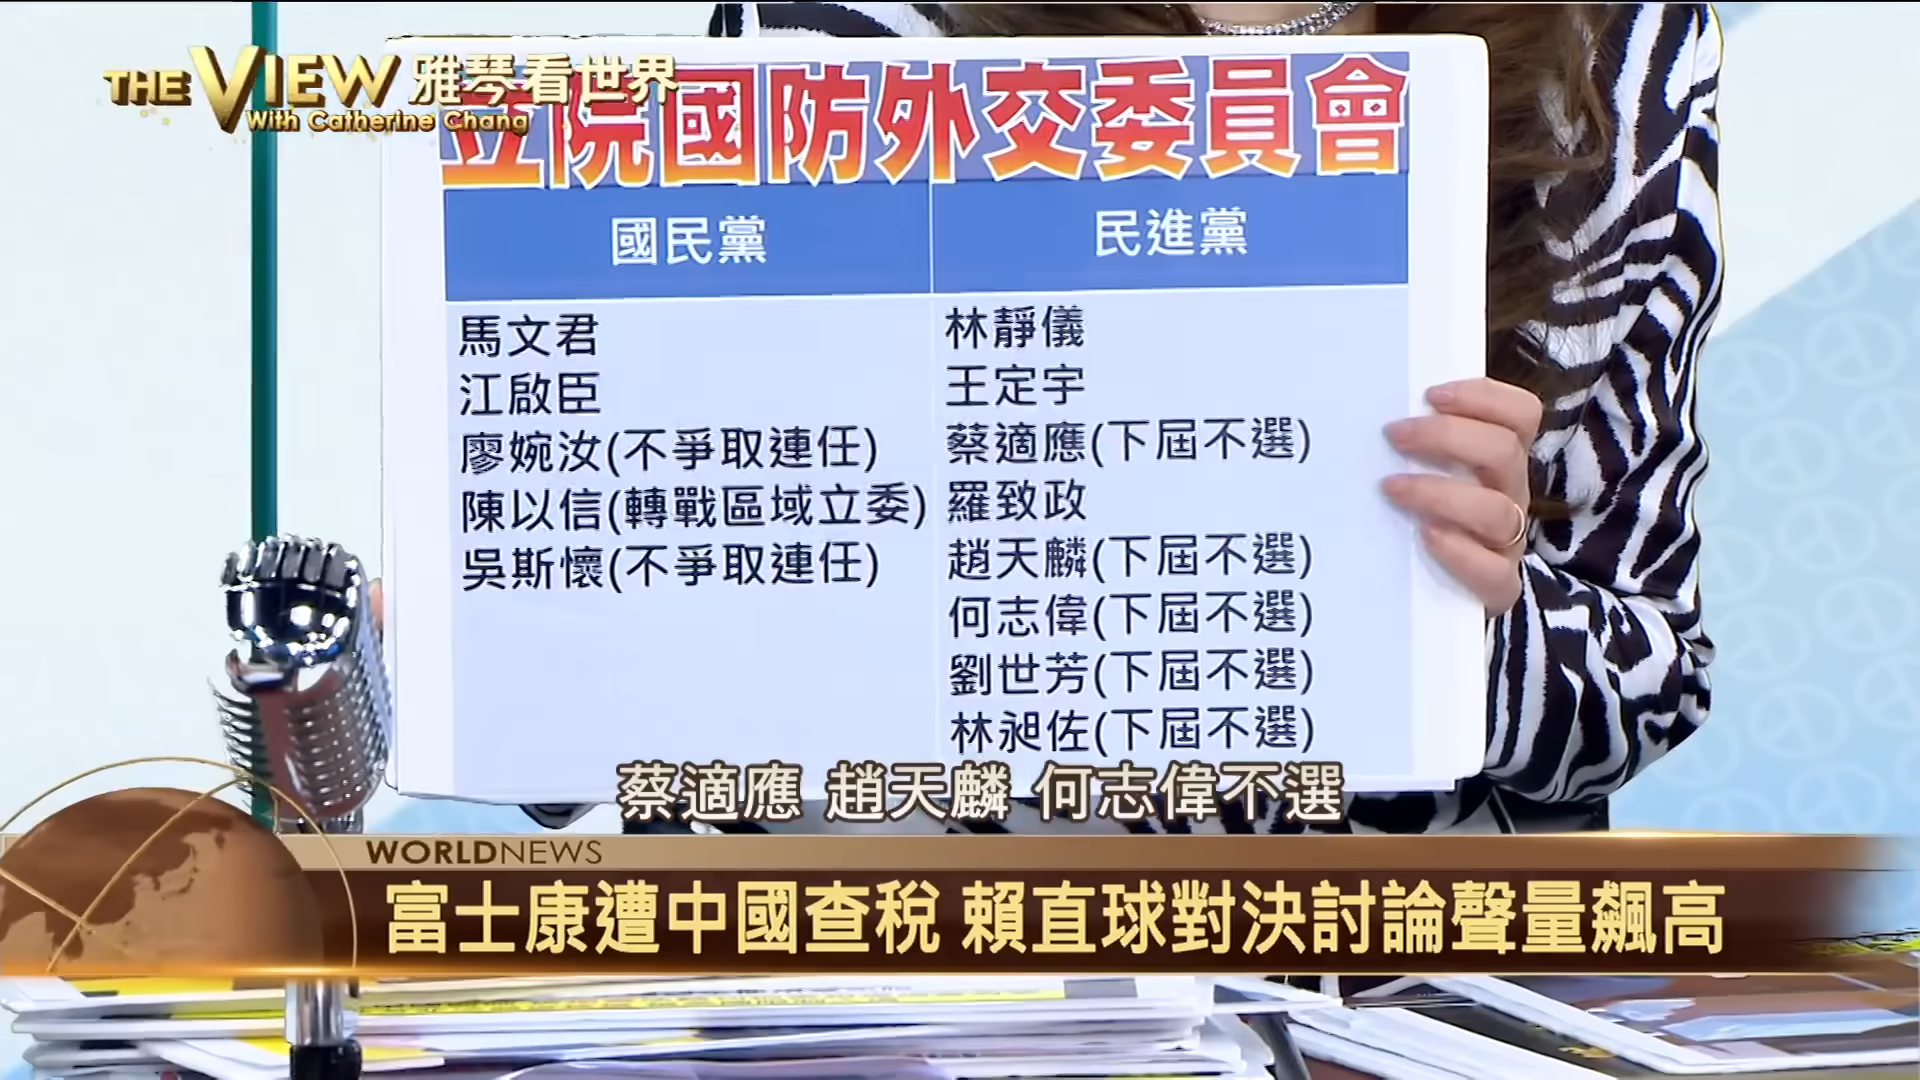 THE VIEW 雅琴看世界
With Catherine Chang
立院國防外交委員會
國民黨
民進黨
馬文君
江啟臣
廖婉汝(不爭取連任)
陳以信(轉戰區域立委)
吳斯懷(不爭取連任)
林靜儀
王定宇
蔡適應(下屆不選)
羅致政
趙天麟(下屆不選)
何志偉(下屆不選)
劉世芳(下屆不選)
林昶佐(下屆不選)
蔡適應 趙天麟 何志偉不選
WORLDNEWS
富士康遭中國查稅 賴直球對決討論聲量飆高